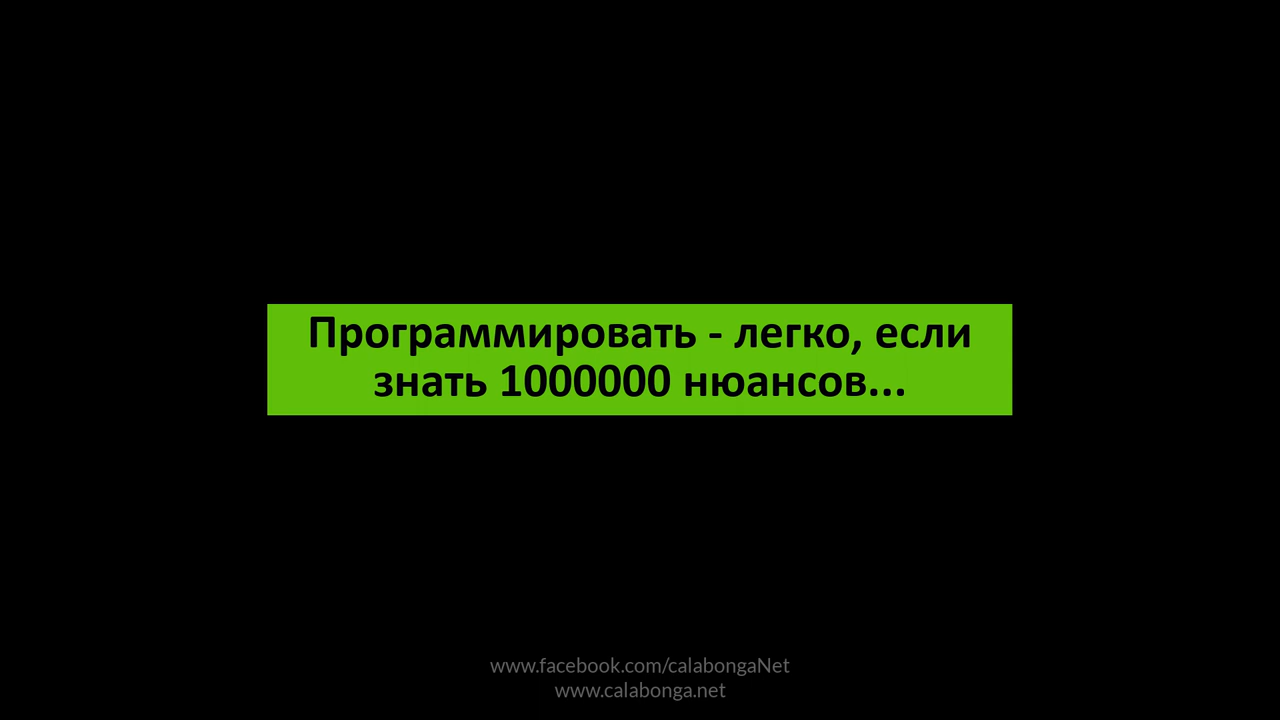 Программировать - легко, если
знать 1000000 нюансов...
www.facebook.com/calabongaNet
www.calabonga.net